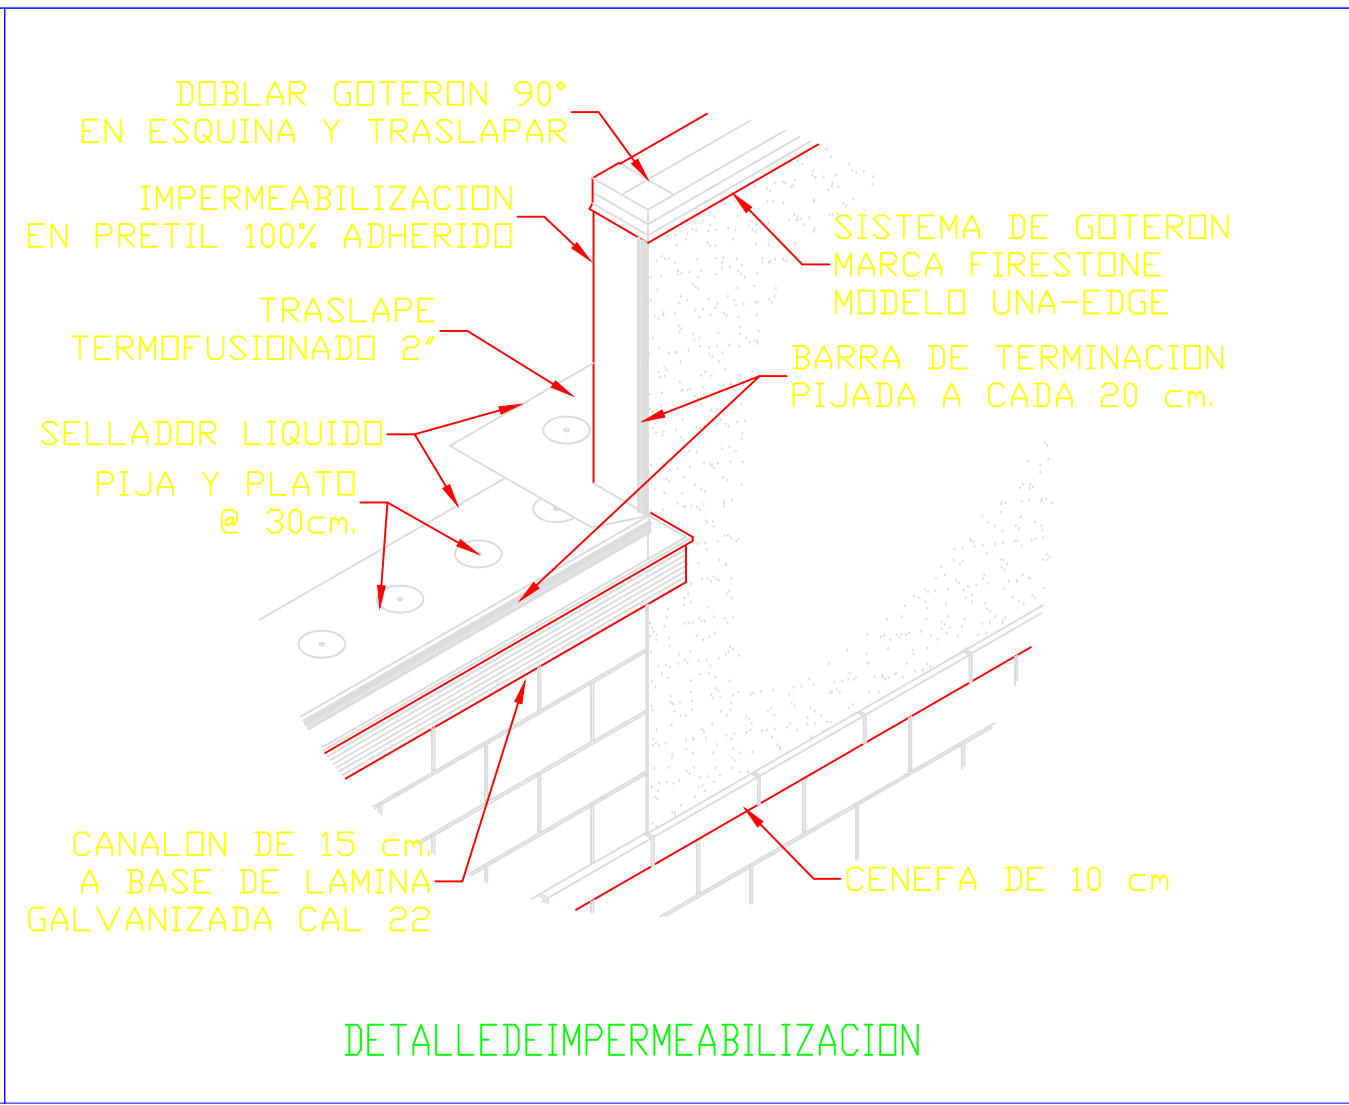 DOBLAR GOTERON 90°
EN ESQUINA Y TRASLAPAR
IMPERMEABILIZACION
EN PRETIL 100% ADHERIDO
SISTEMA DE GOTERON
MARCA FIRESTONE
MODELO UNA-EDGE
TRASLAPE
TERMOFUSIONADO 2"
BARRA DE TERMINACION
PIJADA A CADA 20 cm.
SELLADOR LIQUIDO
PIJA Y PLATO
@ 30cm.
CANALON DE 15 cm.
A BASE DE LAMINA
GALVANIZADA CAL 22
CENEFA DE 10 cm
DETALLEDEIMPERMEABILIZACION